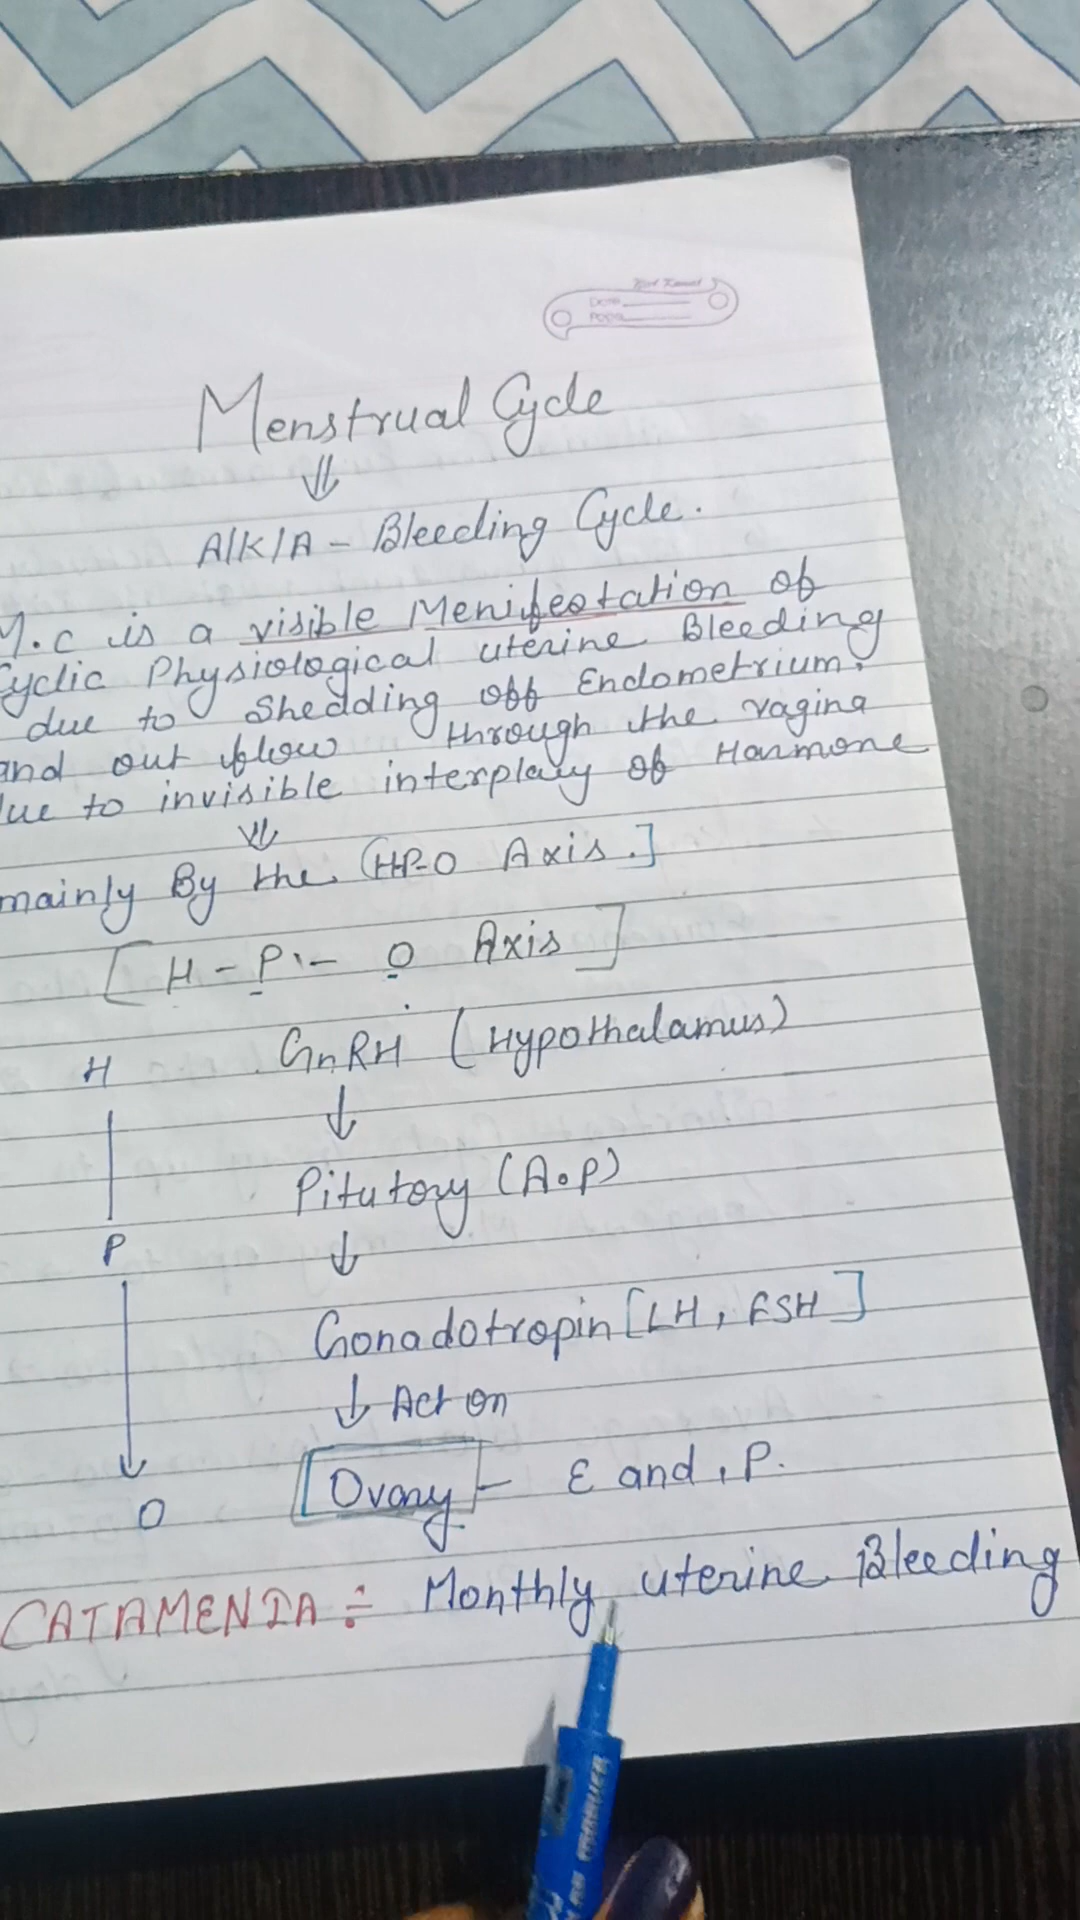 Date
Page
Menstrual Cycle
⇓
A/K/A - Bleeding Cycle.
M.c is a visible Menifestation of
Cyclic Physiological uterine Bleeding
due to Shedding off Endometrium.
and out flow through the vagina
due to invisible interplay of Harmone
⇓
mainly By the (H-P-O Axis.]
[H - P - O Axis]
H GnRH (Hypothalamus)
↓
Pitutory (A.P)
P ↓
Gonadotropin [LH, FSH]
↓ Act on
O [Ovary] - E and, P.
CATAMENIA ÷ Monthly uterine Bleeding